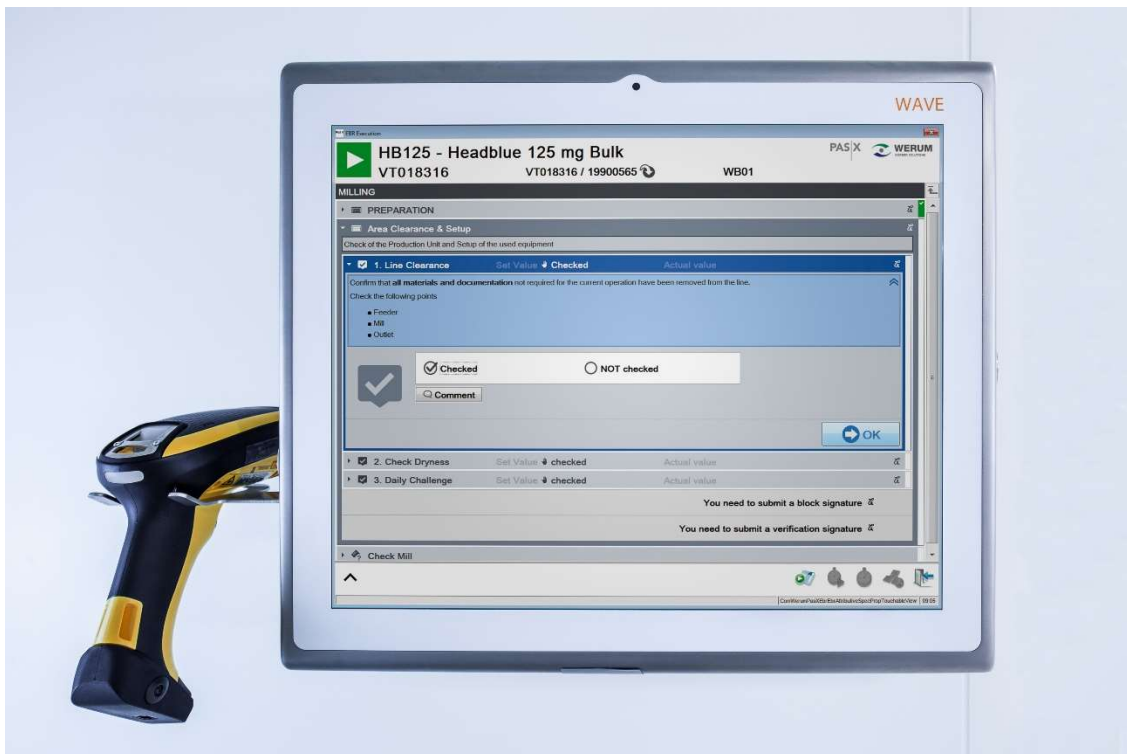 WAVE
EBR Execution
HB125 - Headblue 125 mg Bulk
PAS|X WERUM
VT018316 VT018316 / 19900565 WB01
MILLING
PREPARATION
Area Clearance & Setup
Check of the Production Unit and Setup of the used equipment
1. Line Clearance Set Value Checked Actual value
Confirm that all materials and documentation not required for the current operation have been removed from the line.
Check the following points
Feeder
Mill
Outlet
Checked NOT checked
Comment
OK
2. Check Dryness Set Value checked Actual value
3. Daily Challenge Set Value checked Actual value
You need to submit a block signature
You need to submit a verification signature
Check Mill